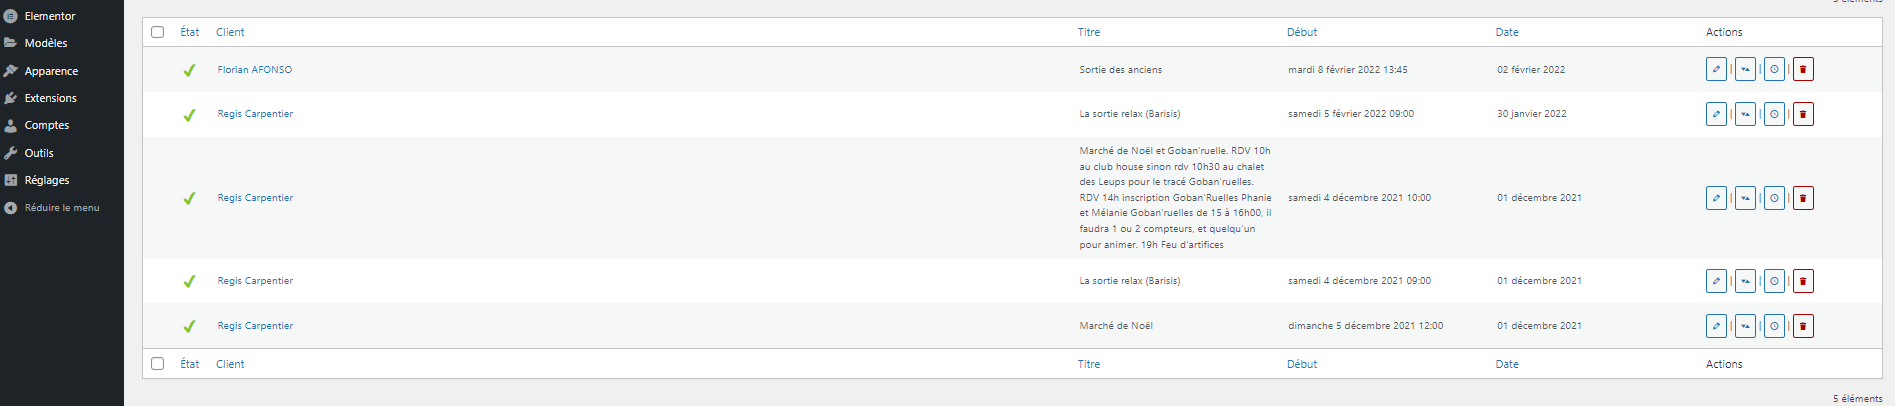 5 éléments
Elementor
Modèles
Apparence
Extensions
Comptes
Outils
Réglages
Réduire le menu
État Client Titre Début Date Actions
Florian AFONSO Sortie des anciens mardi 8 février 2022 13:45 02 février 2022
Regis Carpentier La sortie relax (Barisis) samedi 5 février 2022 09:00 30 janvier 2022
Marché de Noël et Goban'ruelle. RDV 10h
au club house sinon rdv 10h30 au chalet
des Leups pour le tracé Goban'ruelles.
Regis Carpentier RDV 14h inscription Goban'Ruelles Phanie samedi 4 décembre 2021 10:00 01 décembre 2021
et Mélanie Goban'ruelles de 15 à 16h00, il
faudra 1 ou 2 compteurs, et quelqu'un
pour animer. 19h Feu d'artifices
Regis Carpentier La sortie relax (Barisis) samedi 4 décembre 2021 09:00 01 décembre 2021
Regis Carpentier Marché de Noël dimanche 5 décembre 2021 12:00 01 décembre 2021
État Client Titre Début Date Actions
5 éléments